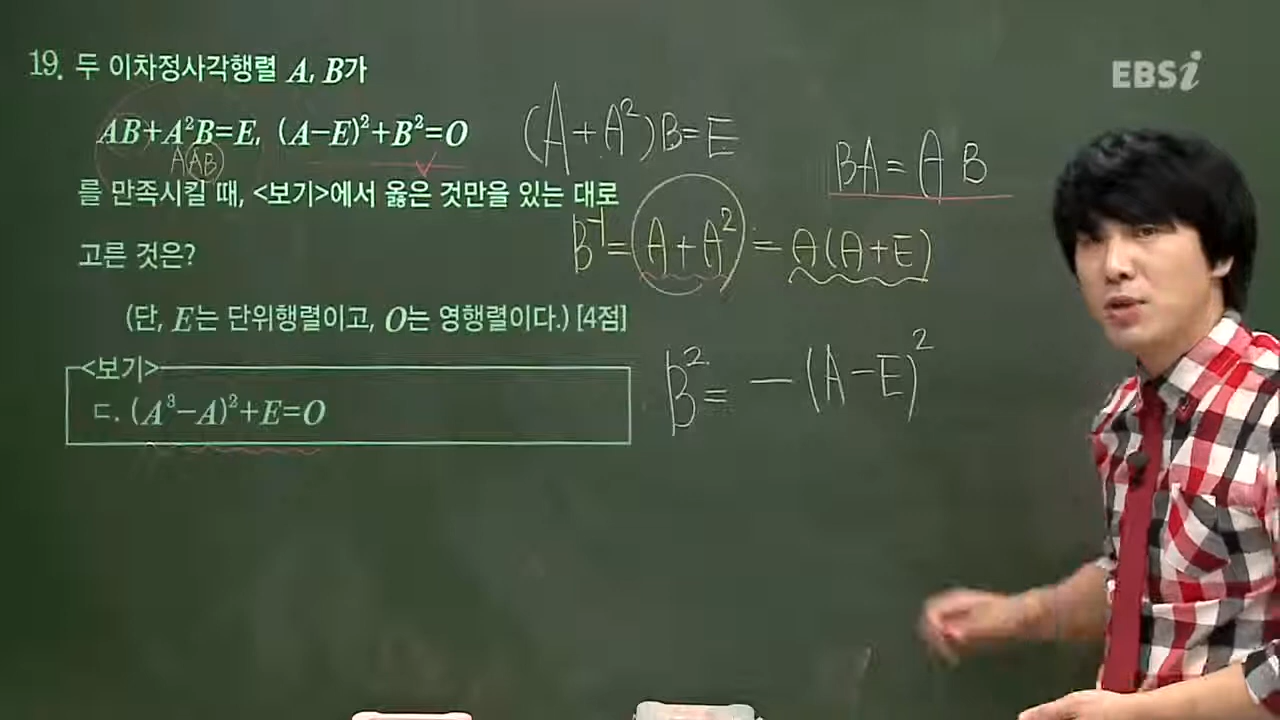 19. 두 이차정사각행렬 A, B가
AB+A²B=E, (A-E)²+B²=O
AAB
를 만족시킬 때, <보기>에서 옳은 것만을 있는 대로
고른 것은?
(단, E는 단위행렬이고, O는 영행렬이다.) [4점]
<보기>
ㄷ. (A³-A)²+E=O
(A+A²)B=E
B⁻¹=(A+A²)=A(A+E)
B²=-(A-E)²
BA=AB
EBSi